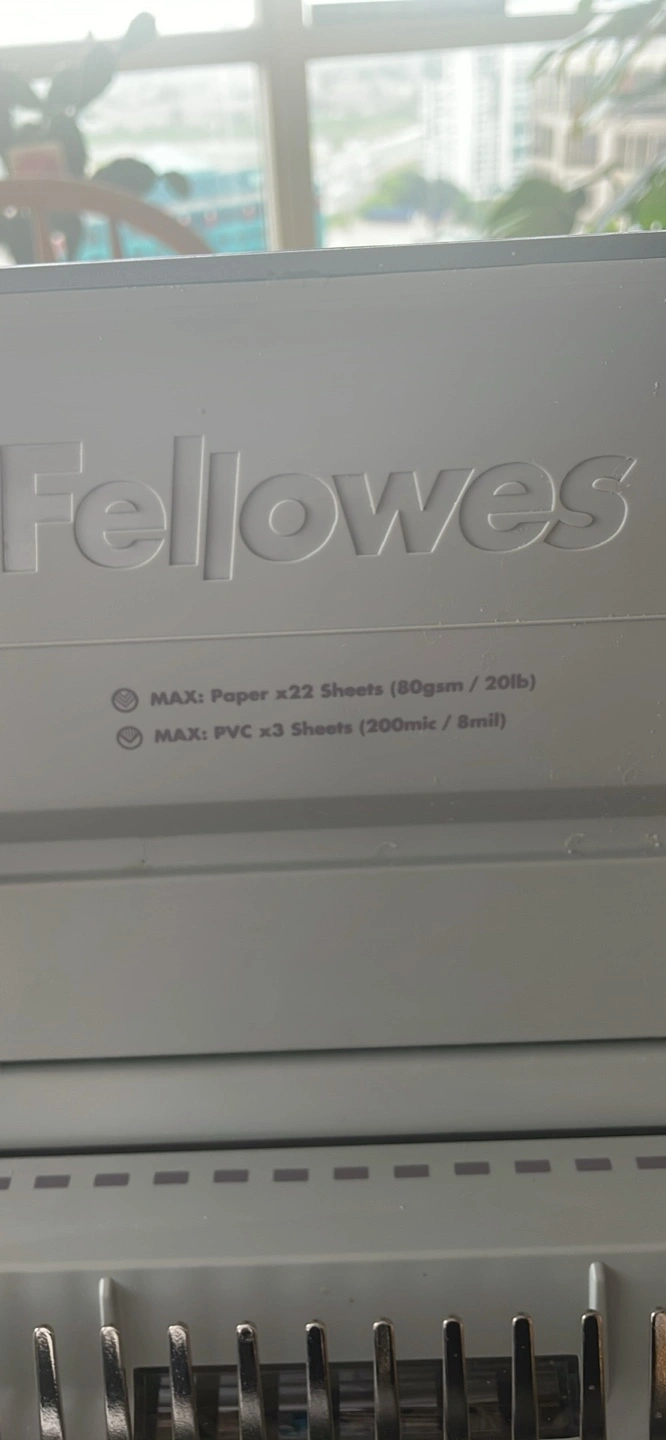 Fellowes
MAX: Paper x22 Sheets (80gsm / 20lb)
MAX: PVC x3 Sheets (200mic / 8mil)